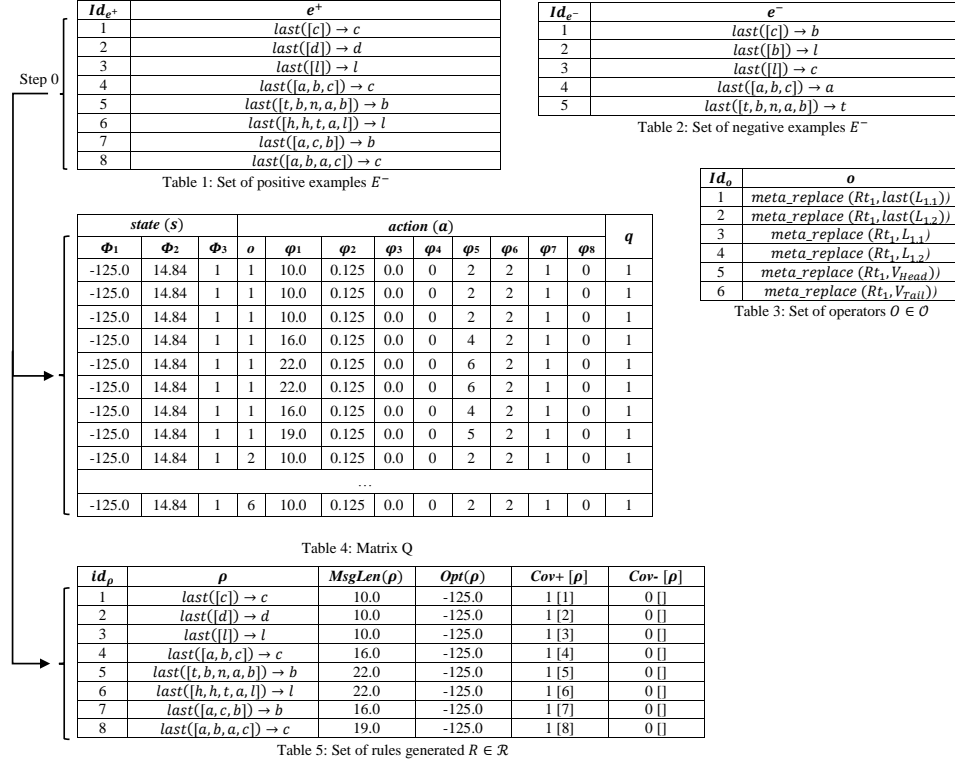 Id_e+ e⁺
1 last([c]) → c
2 last([d]) → d
3 last([l]) → l
4 last([a, b, c]) → c
5 last([t, b, n, a, b]) → b
6 last([h, h, t, a, l]) → l
7 last([a, c, b]) → b
8 last([a, b, a, c]) → c
Table 1: Set of positive examples E⁻
Step 0
Id_e- e⁻
1 last([c]) → b
2 last([b]) → l
3 last([l]) → c
4 last([a, b, c]) → a
5 last([t, b, n, a, b]) → t
Table 2: Set of negative examples E⁻
Id_o o
1 meta_replace (Rt₁, last(L₁.₁))
2 meta_replace (Rt₁, last(L₁.₂))
3 meta_replace (Rt₁, L₁.₁)
4 meta_replace (Rt₁, L₁.₂)
5 meta_replace (Rt₁, V_Head))
6 meta_replace (Rt₁, V_Tail))
Table 3: Set of operators O ∈ 𝒪
state (s) action (a) q
Φ₁ Φ₂ Φ₃ o φ₁ φ₂ φ₃ φ₄ φ₅ φ₆ φ₇ φ₈
-125.0 14.84 1 1 10.0 0.125 0.0 0 2 2 1 0 1
-125.0 14.84 1 1 10.0 0.125 0.0 0 2 2 1 0 1
-125.0 14.84 1 1 10.0 0.125 0.0 0 2 2 1 0 1
-125.0 14.84 1 1 16.0 0.125 0.0 0 4 2 1 0 1
-125.0 14.84 1 1 22.0 0.125 0.0 0 6 2 1 0 1
-125.0 14.84 1 1 22.0 0.125 0.0 0 6 2 1 0 1
-125.0 14.84 1 1 16.0 0.125 0.0 0 4 2 1 0 1
-125.0 14.84 1 1 19.0 0.125 0.0 0 5 2 1 0 1
-125.0 14.84 1 2 10.0 0.125 0.0 0 2 2 1 0 1
...
-125.0 14.84 1 6 10.0 0.125 0.0 0 2 2 1 0 1
Table 4: Matrix Q
id_ρ ρ MsgLen(ρ) Opt(ρ) Cov+ [ρ] Cov- [ρ]
1 last([c]) → c 10.0 -125.0 1 [1] 0 []
2 last([d]) → d 10.0 -125.0 1 [2] 0 []
3 last([l]) → l 10.0 -125.0 1 [3] 0 []
4 last([a, b, c]) → c 16.0 -125.0 1 [4] 0 []
5 last([t, b, n, a, b]) → b 22.0 -125.0 1 [5] 0 []
6 last([h, h, t, a, l]) → l 22.0 -125.0 1 [6] 0 []
7 last([a, c, b]) → b 16.0 -125.0 1 [7] 0 []
8 last([a, b, a, c]) → c 19.0 -125.0 1 [8] 0 []
Table 5: Set of rules generated R ∈ ℛ